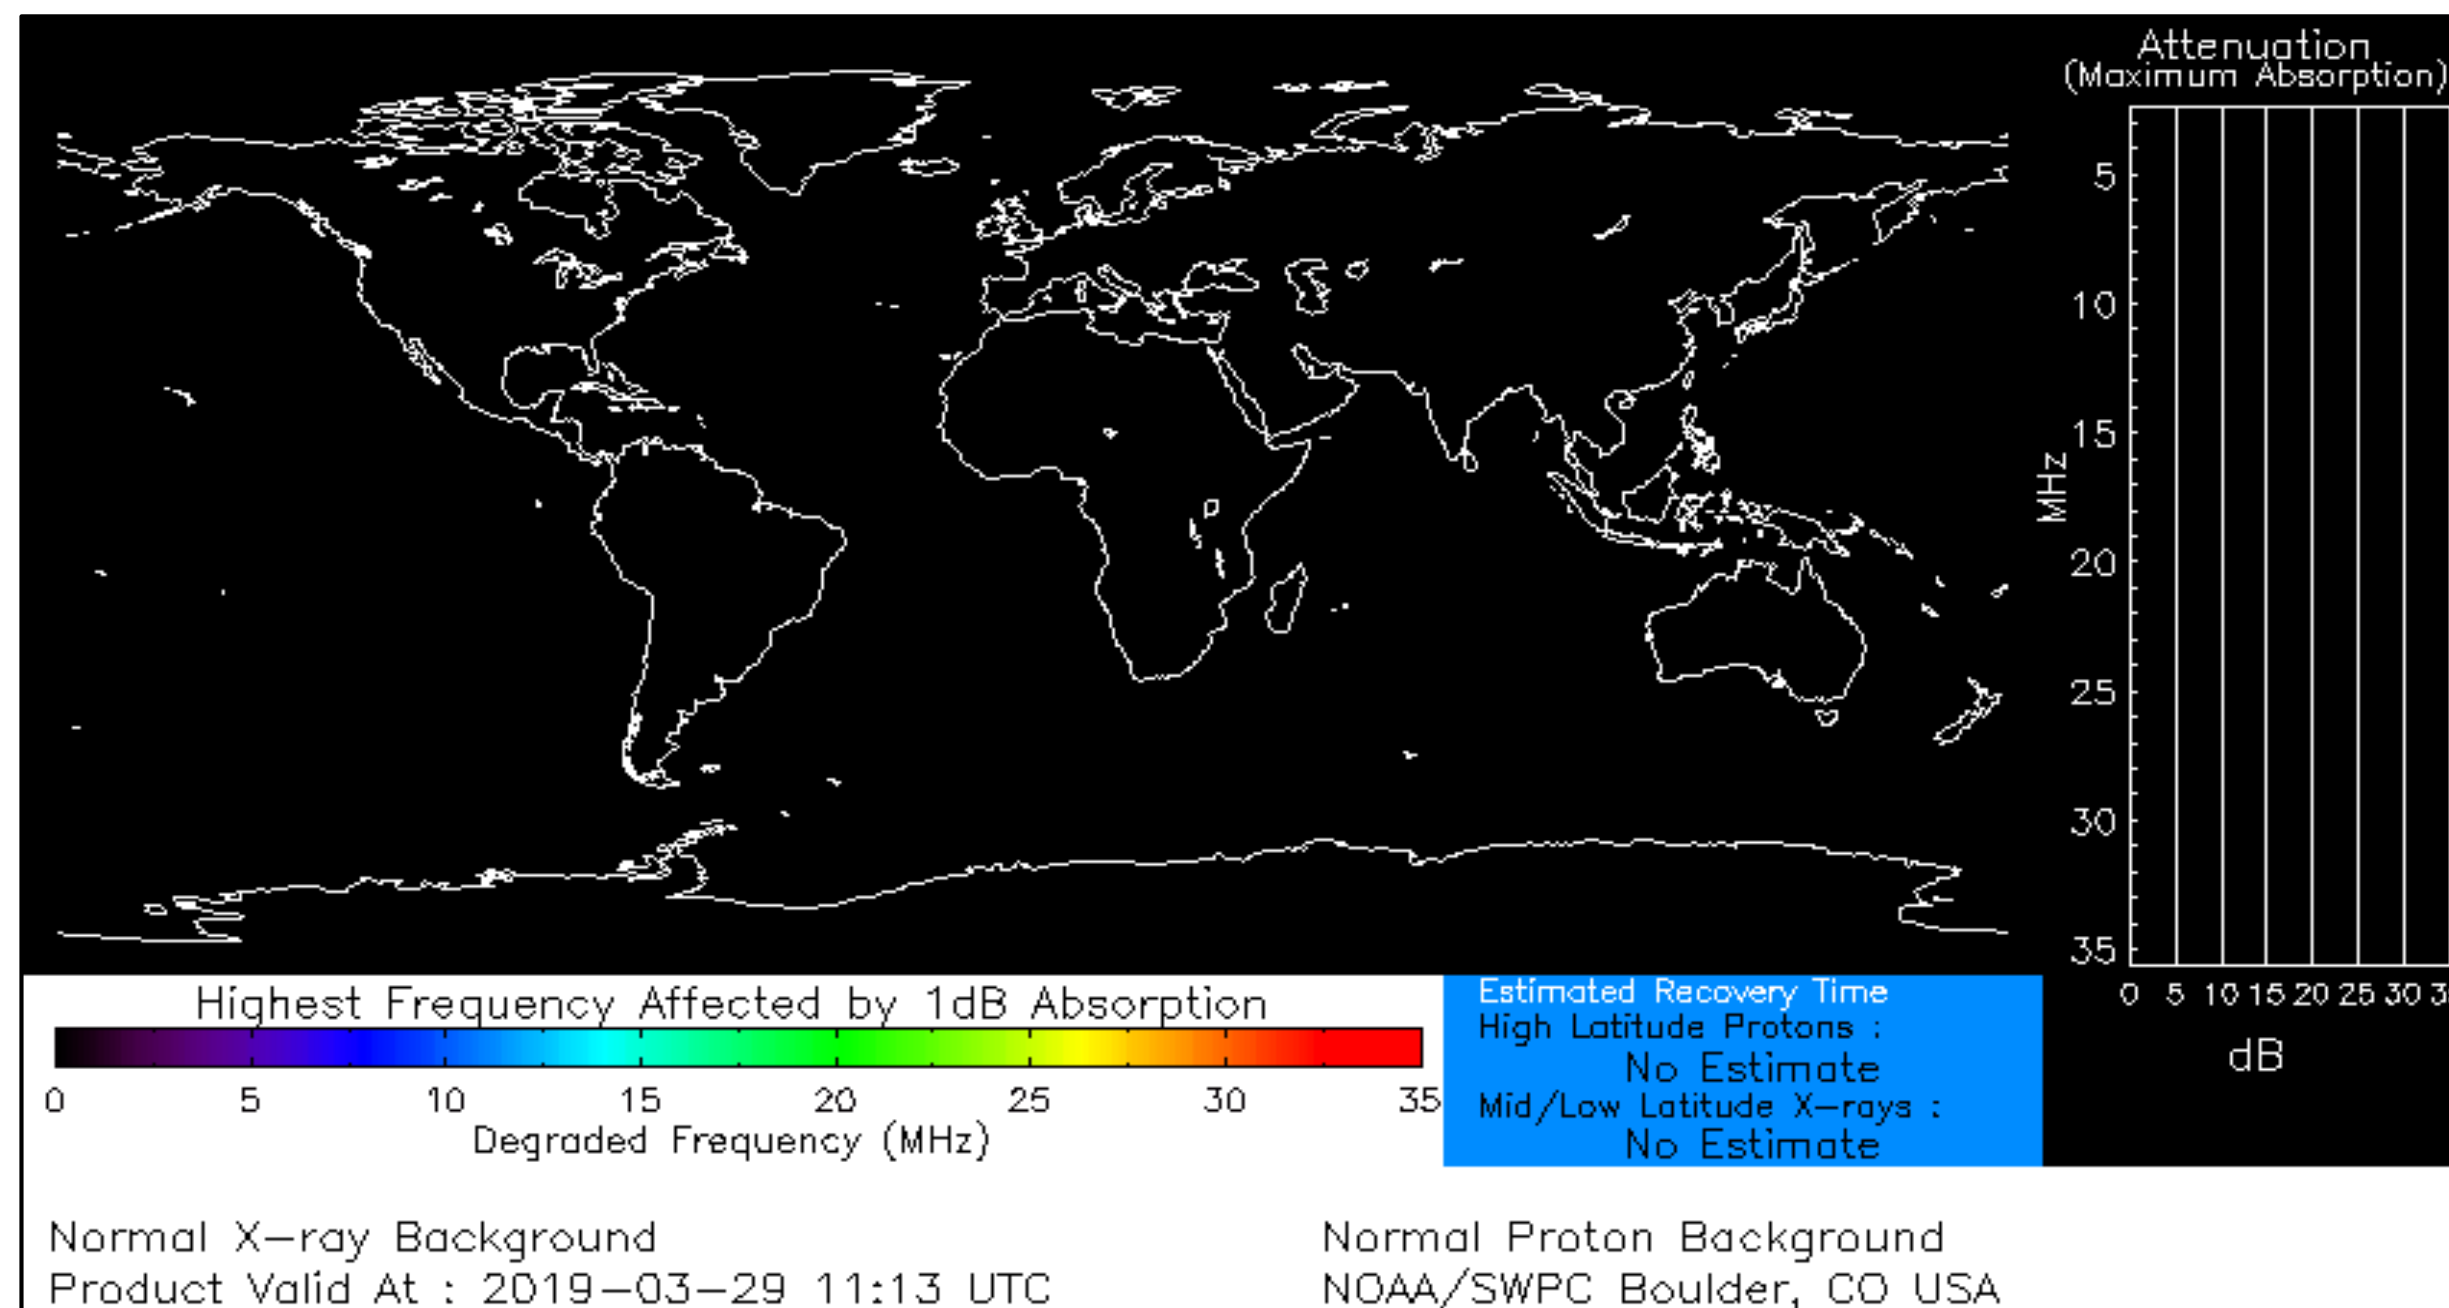 Attenuation
(Maximum Absorption)
5
10
15
20
25
30
35
MHz
0 5 10 15 20 25 30
dB
Highest Frequency Affected by 1dB Absorption
0 5 10 15 20 25 30 35
Degraded Frequency (MHz)
Estimated Recovery Time
High Latitude Protons :
No Estimate
Mid/Low Latitude X-rays :
No Estimate
Normal X-ray Background
Normal Proton Background
Product Valid At : 2019-03-29 11:13 UTC
NOAA/SWPC Boulder, CO USA